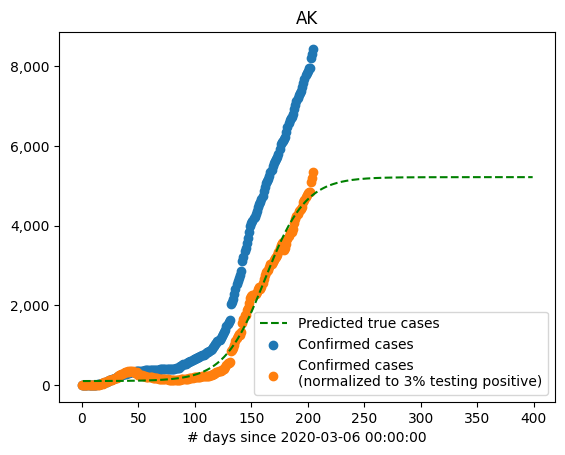 AK
8,000
6,000
4,000
2,000
0
Predicted true cases
Confirmed cases
Confirmed cases
(normalized to 3% testing positive)
0 50 100 150 200 250 300 350 400
# days since 2020-03-06 00:00:00